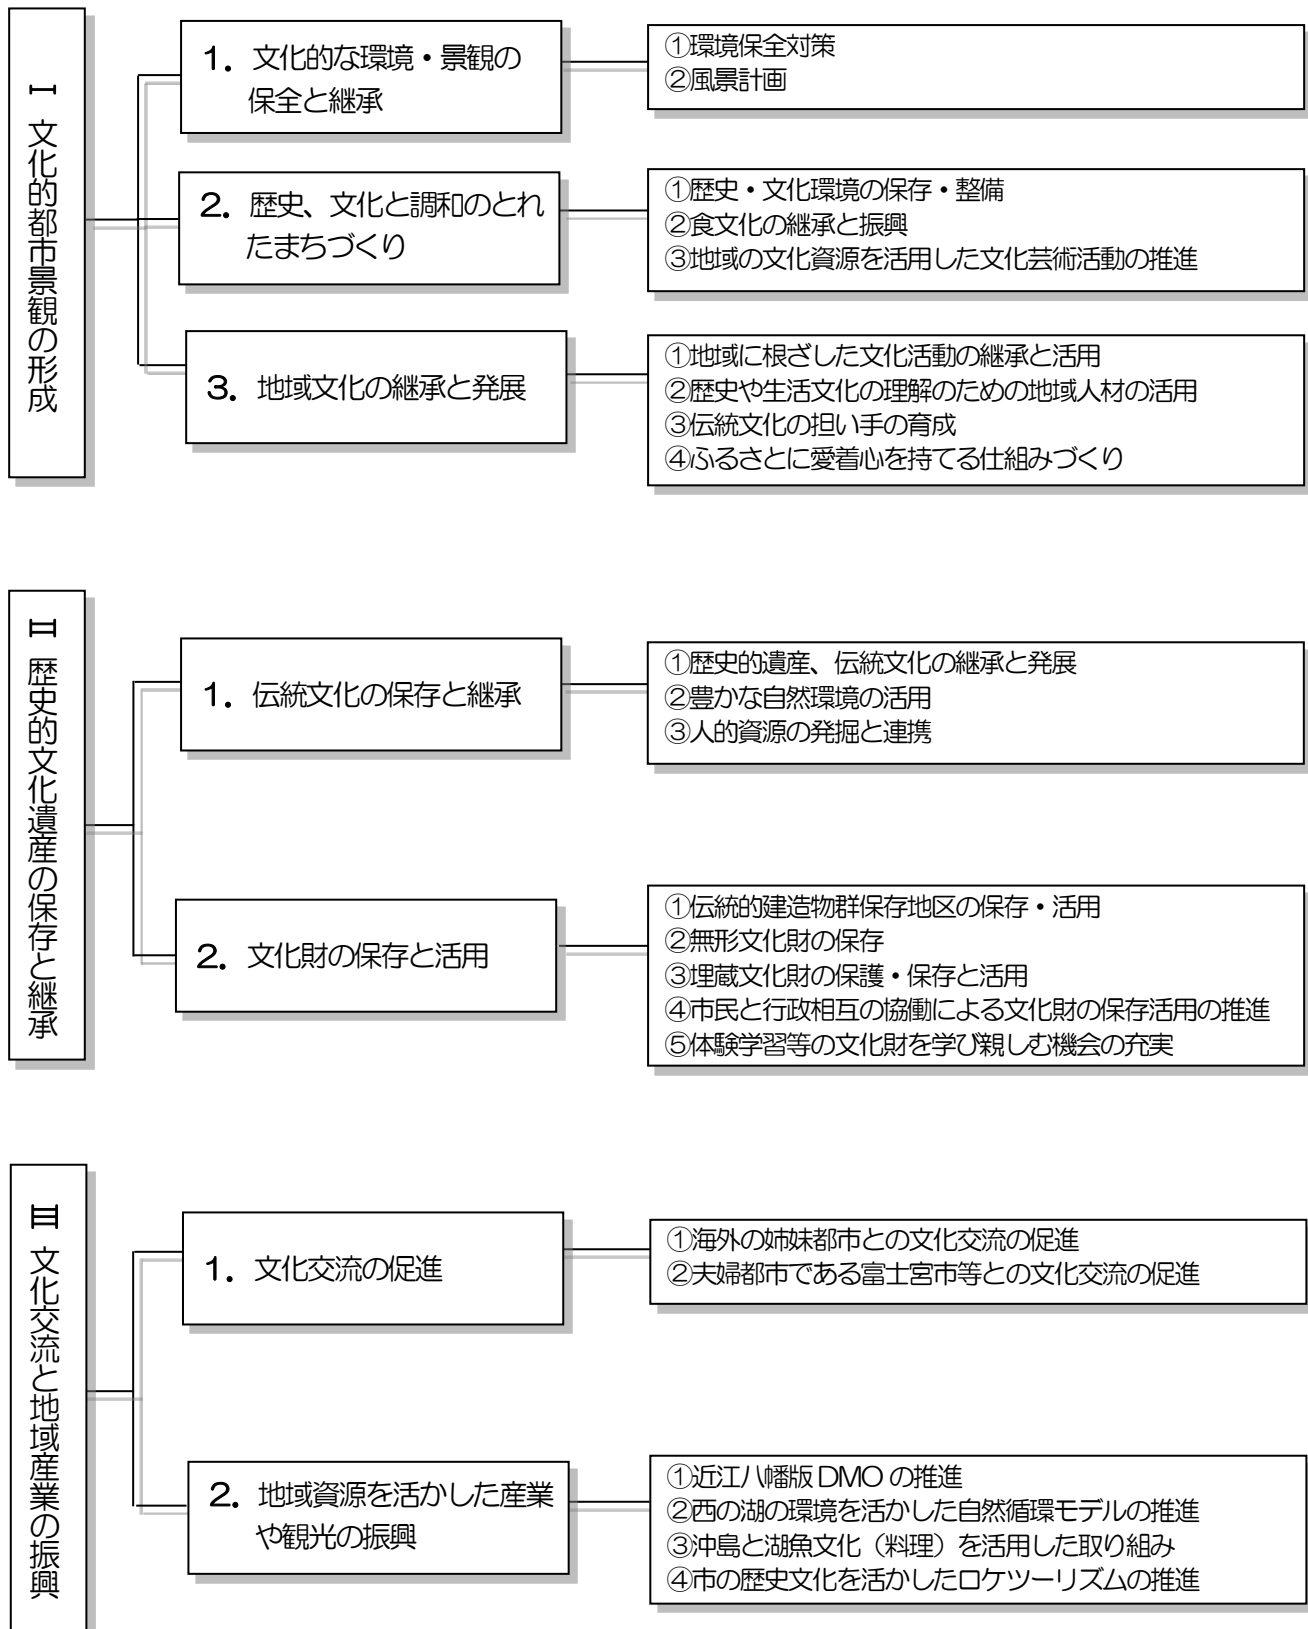 Ⅰ 文化的都市景観の形成
1．文化的な環境・景観の
保全と継承
①環境保全対策
②風景計画
2．歴史、文化と調和のとれ
たまちづくり
①歴史・文化環境の保存・整備
②食文化の継承と振興
③地域の文化資源を活用した文化芸術活動の推進
3．地域文化の継承と発展
①地域に根ざした文化活動の継承と活用
②歴史や生活文化の理解のための地域人材の活用
③伝統文化の担い手の育成
④ふるさとに愛着心を持てる仕組みづくり
Ⅱ 歴史的文化遺産の保存と継承
1．伝統文化の保存と継承
①歴史的遺産、伝統文化の継承と発展
②豊かな自然環境の活用
③人的資源の発掘と連携
2．文化財の保存と活用
①伝統的建造物群保存地区の保存・活用
②無形文化財の保存
③埋蔵文化財の保護・保存と活用
④市民と行政相互の協働による文化財の保存活用の推進
⑤体験学習等の文化財を学び親しむ機会の充実
Ⅲ 文化交流と地域産業の振興
1．文化交流の促進
①海外の姉妹都市との文化交流の促進
②夫婦都市である富士宮市等との文化交流の促進
2．地域資源を活かした産業
や観光の振興
①近江八幡版 DMO の推進
②西の湖の環境を活かした自然循環モデルの推進
③沖島と湖魚文化（料理）を活用した取り組み
④市の歴史文化を活かしたロケツーリズムの推進